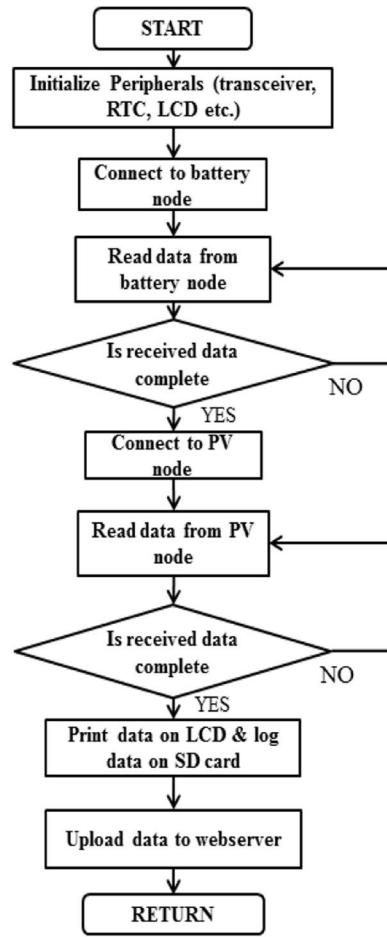 START
Initialize Peripherals (transceiver,
RTC, LCD etc.)
Connect to battery
node
Read data from
battery node
Is received data
complete
NO
YES
Connect to PV
node
Read data from PV
node
Is received data
complete
NO
YES
Print data on LCD & log
data on SD card
Upload data to webserver
RETURN